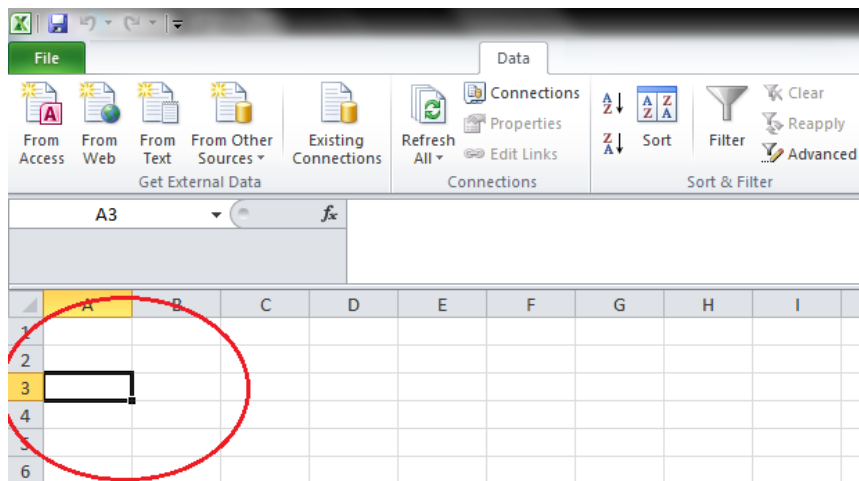 File Data
Connections
Properties
Edit Links
Clear
Reapply
Advanced
From Access
From Web
From Text
From Other Sources
Existing Connections
Refresh All
A Z
Z A
A Z Z A
Sort
Filter
Get External Data Connections Sort & Filter
A3 fx
A B C D E F G H I
1
2
3
4
5
6